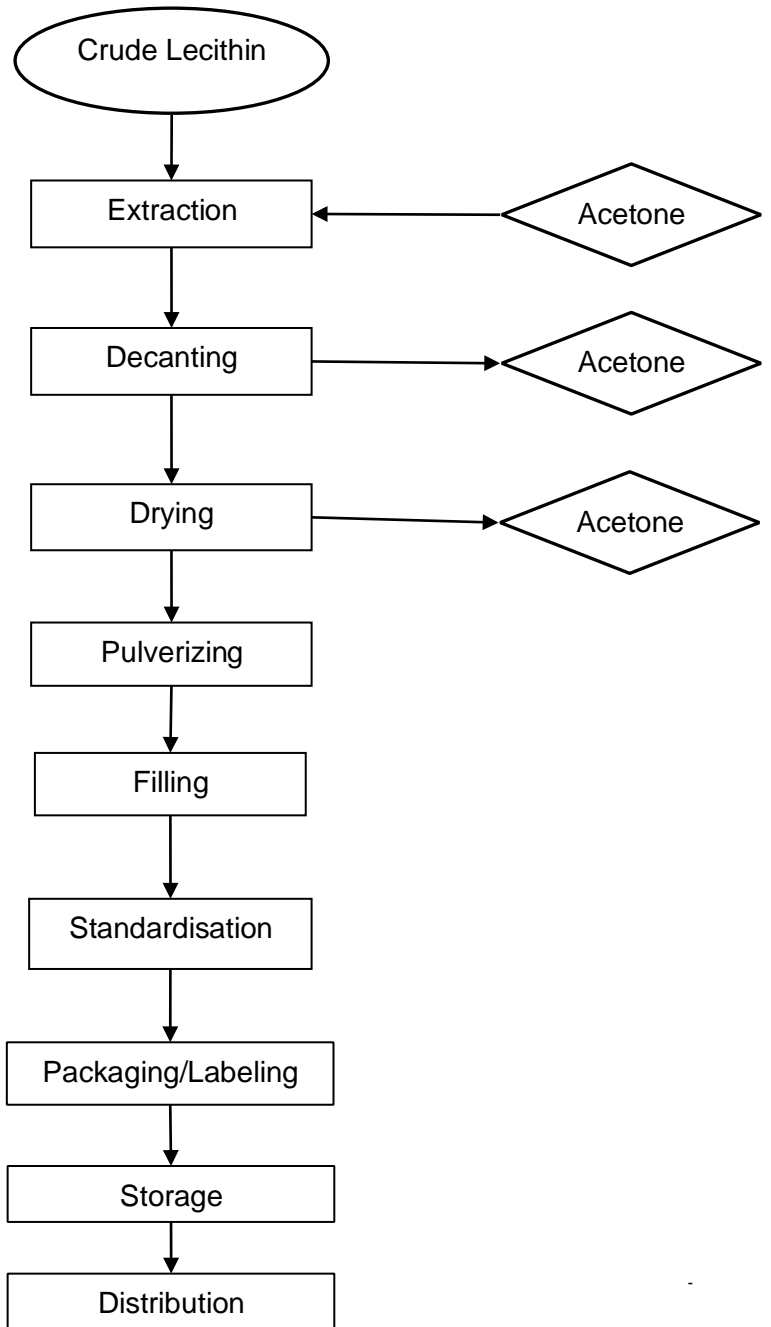 Crude Lecithin
Extraction
Acetone
Decanting
Acetone
Drying
Acetone
Pulverizing
Filling
Standardisation
Packaging/Labeling
Storage
-
Distribution